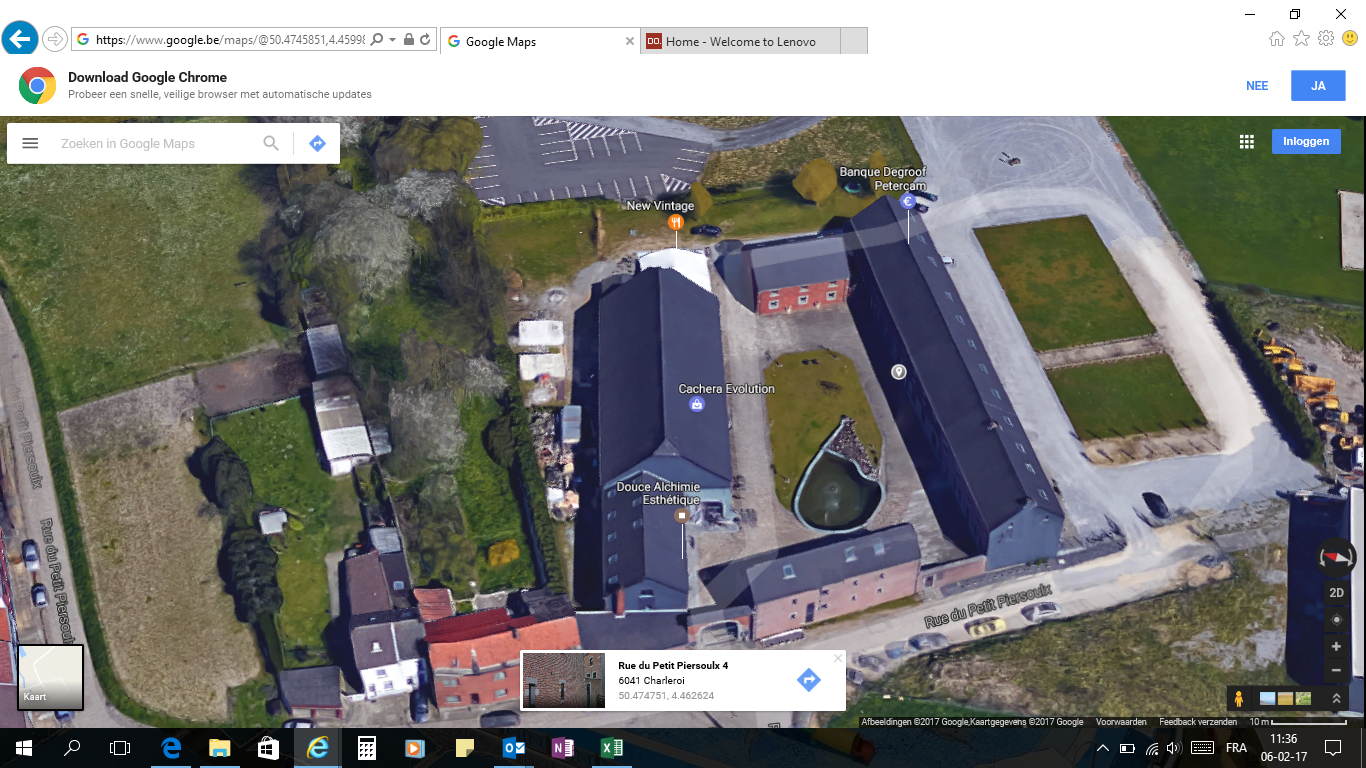 https://www.google.be/maps/@50.4745851,4.45998
Google Maps
Home - Welcome to Lenovo
Download Google Chrome
Probeer een snelle, veilige browser met automatische updates
NEE
JA
Zoeken in Google Maps
Inloggen
Banque Degroof
Petercam
New Vintage
Cachera Evolution
Douce Alchimie
Esthétique
Petit Piersoulx
Rue du Petit Piersoulx
Rue du Petit Piersoulx
2D
Kaart
Rue du Petit Piersoulx 4
6041 Charleroi
50.474751, 4.462624
Afbeeldingen ©2017 Google,Kaartgegevens ©2017 Google Voorwaarden Feedback verzenden 10 m
FRA
11:36
06-02-17